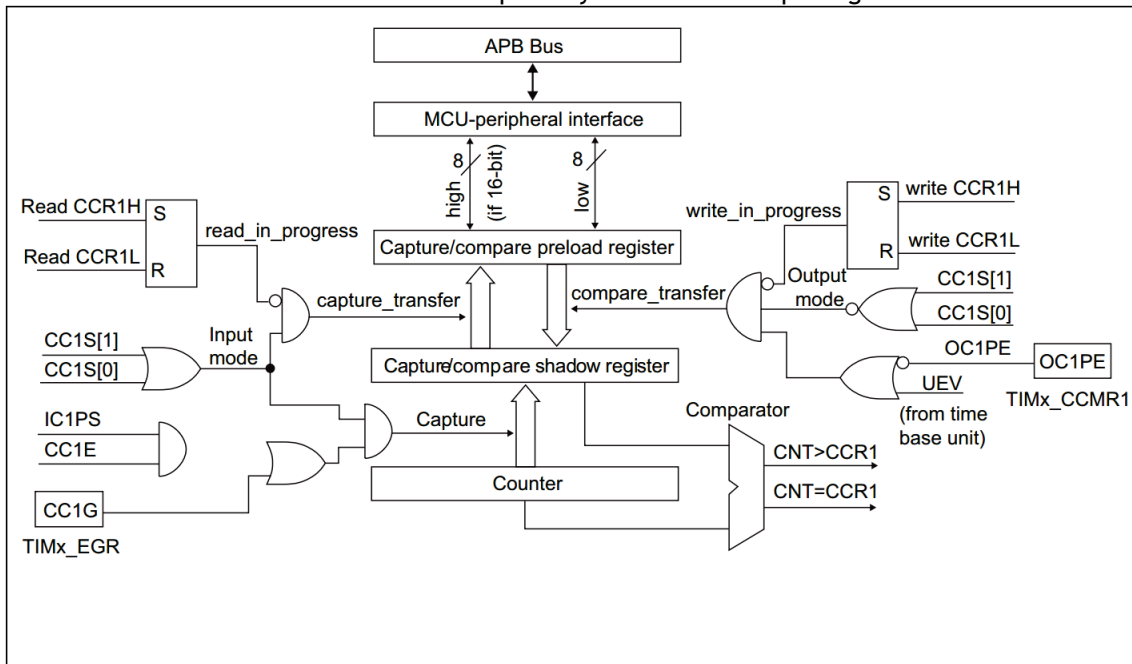 APB Bus
MCU-peripheral interface
8
high
(if 16-bit)
8
low
Read CCR1H
S
Read CCR1L
R
read_in_progress
write_in_progress
S
write CCR1H
R
write CCR1L
Capture/compare preload register
capture_transfer
compare_transfer
Output
mode
CC1S[1]
CC1S[0]
CC1S[1]
CC1S[0]
Input
mode
Capture/compare shadow register
OC1PE
OC1PE
UEV
TIMx_CCMR1
(from time
base unit)
IC1PS
CC1E
Capture
Comparator
CNT>CCR1
CNT=CCR1
Counter
CC1G
TIMx_EGR